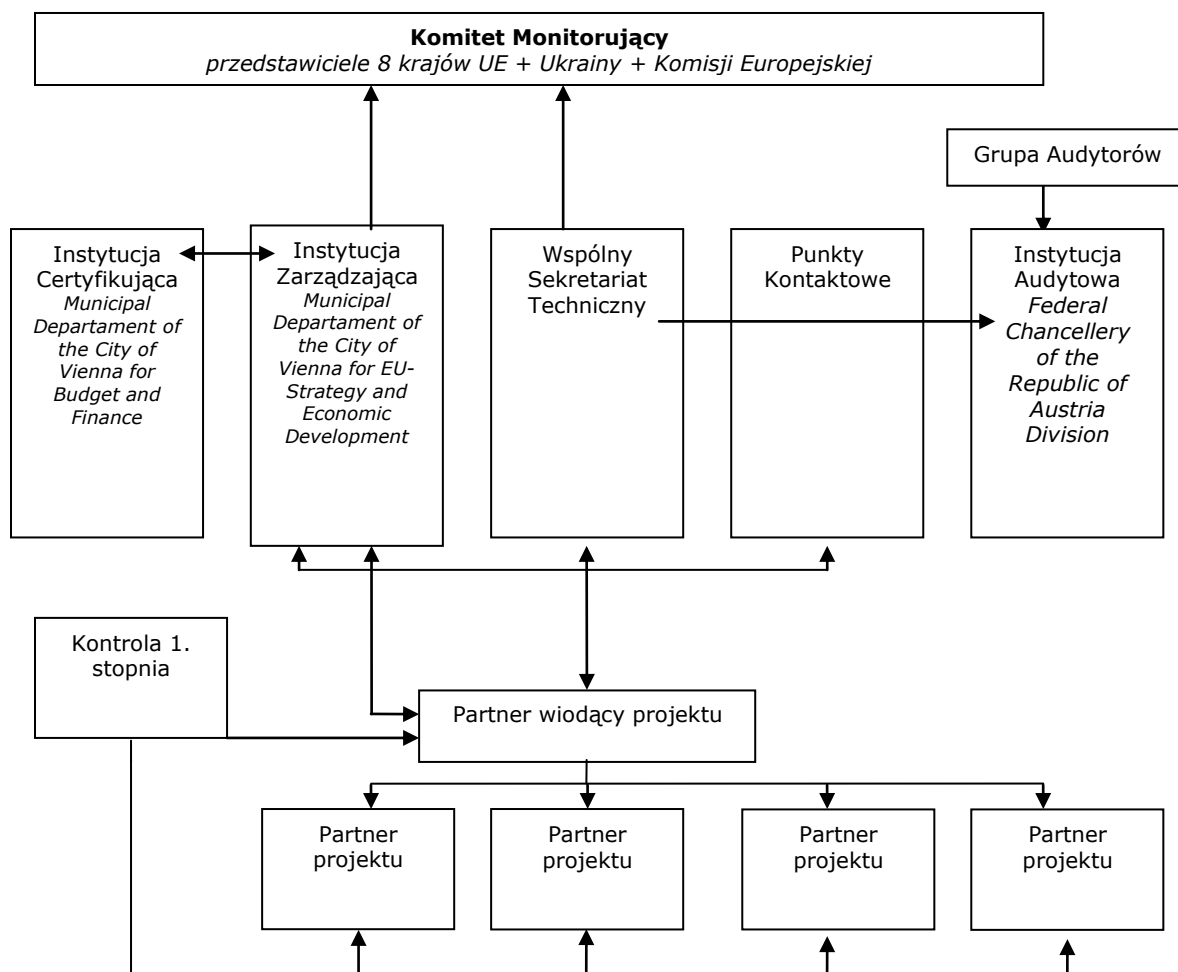 Komitet Monitorujący
przedstawiciele 8 krajów UE + Ukrainy + Komisji Europejskiej
Grupa Audytorów
Instytucja
Certyfikująca
Municipal
Departament of
the City of
Vienna for
Budget and
Finance
Instytucja
Zarządzająca
Municipal
Departament of
the City of
Vienna for EU-
Strategy and
Economic
Development
Wspólny
Sekretariat
Techniczny
Punkty
Kontaktowe
Instytucja
Audytowa
Federal
Chancellery
of the
Republic of
Austria
Division
Kontrola 1.
stopnia
Partner wiodący projektu
Partner
projektu
Partner
projektu
Partner
projektu
Partner
projektu